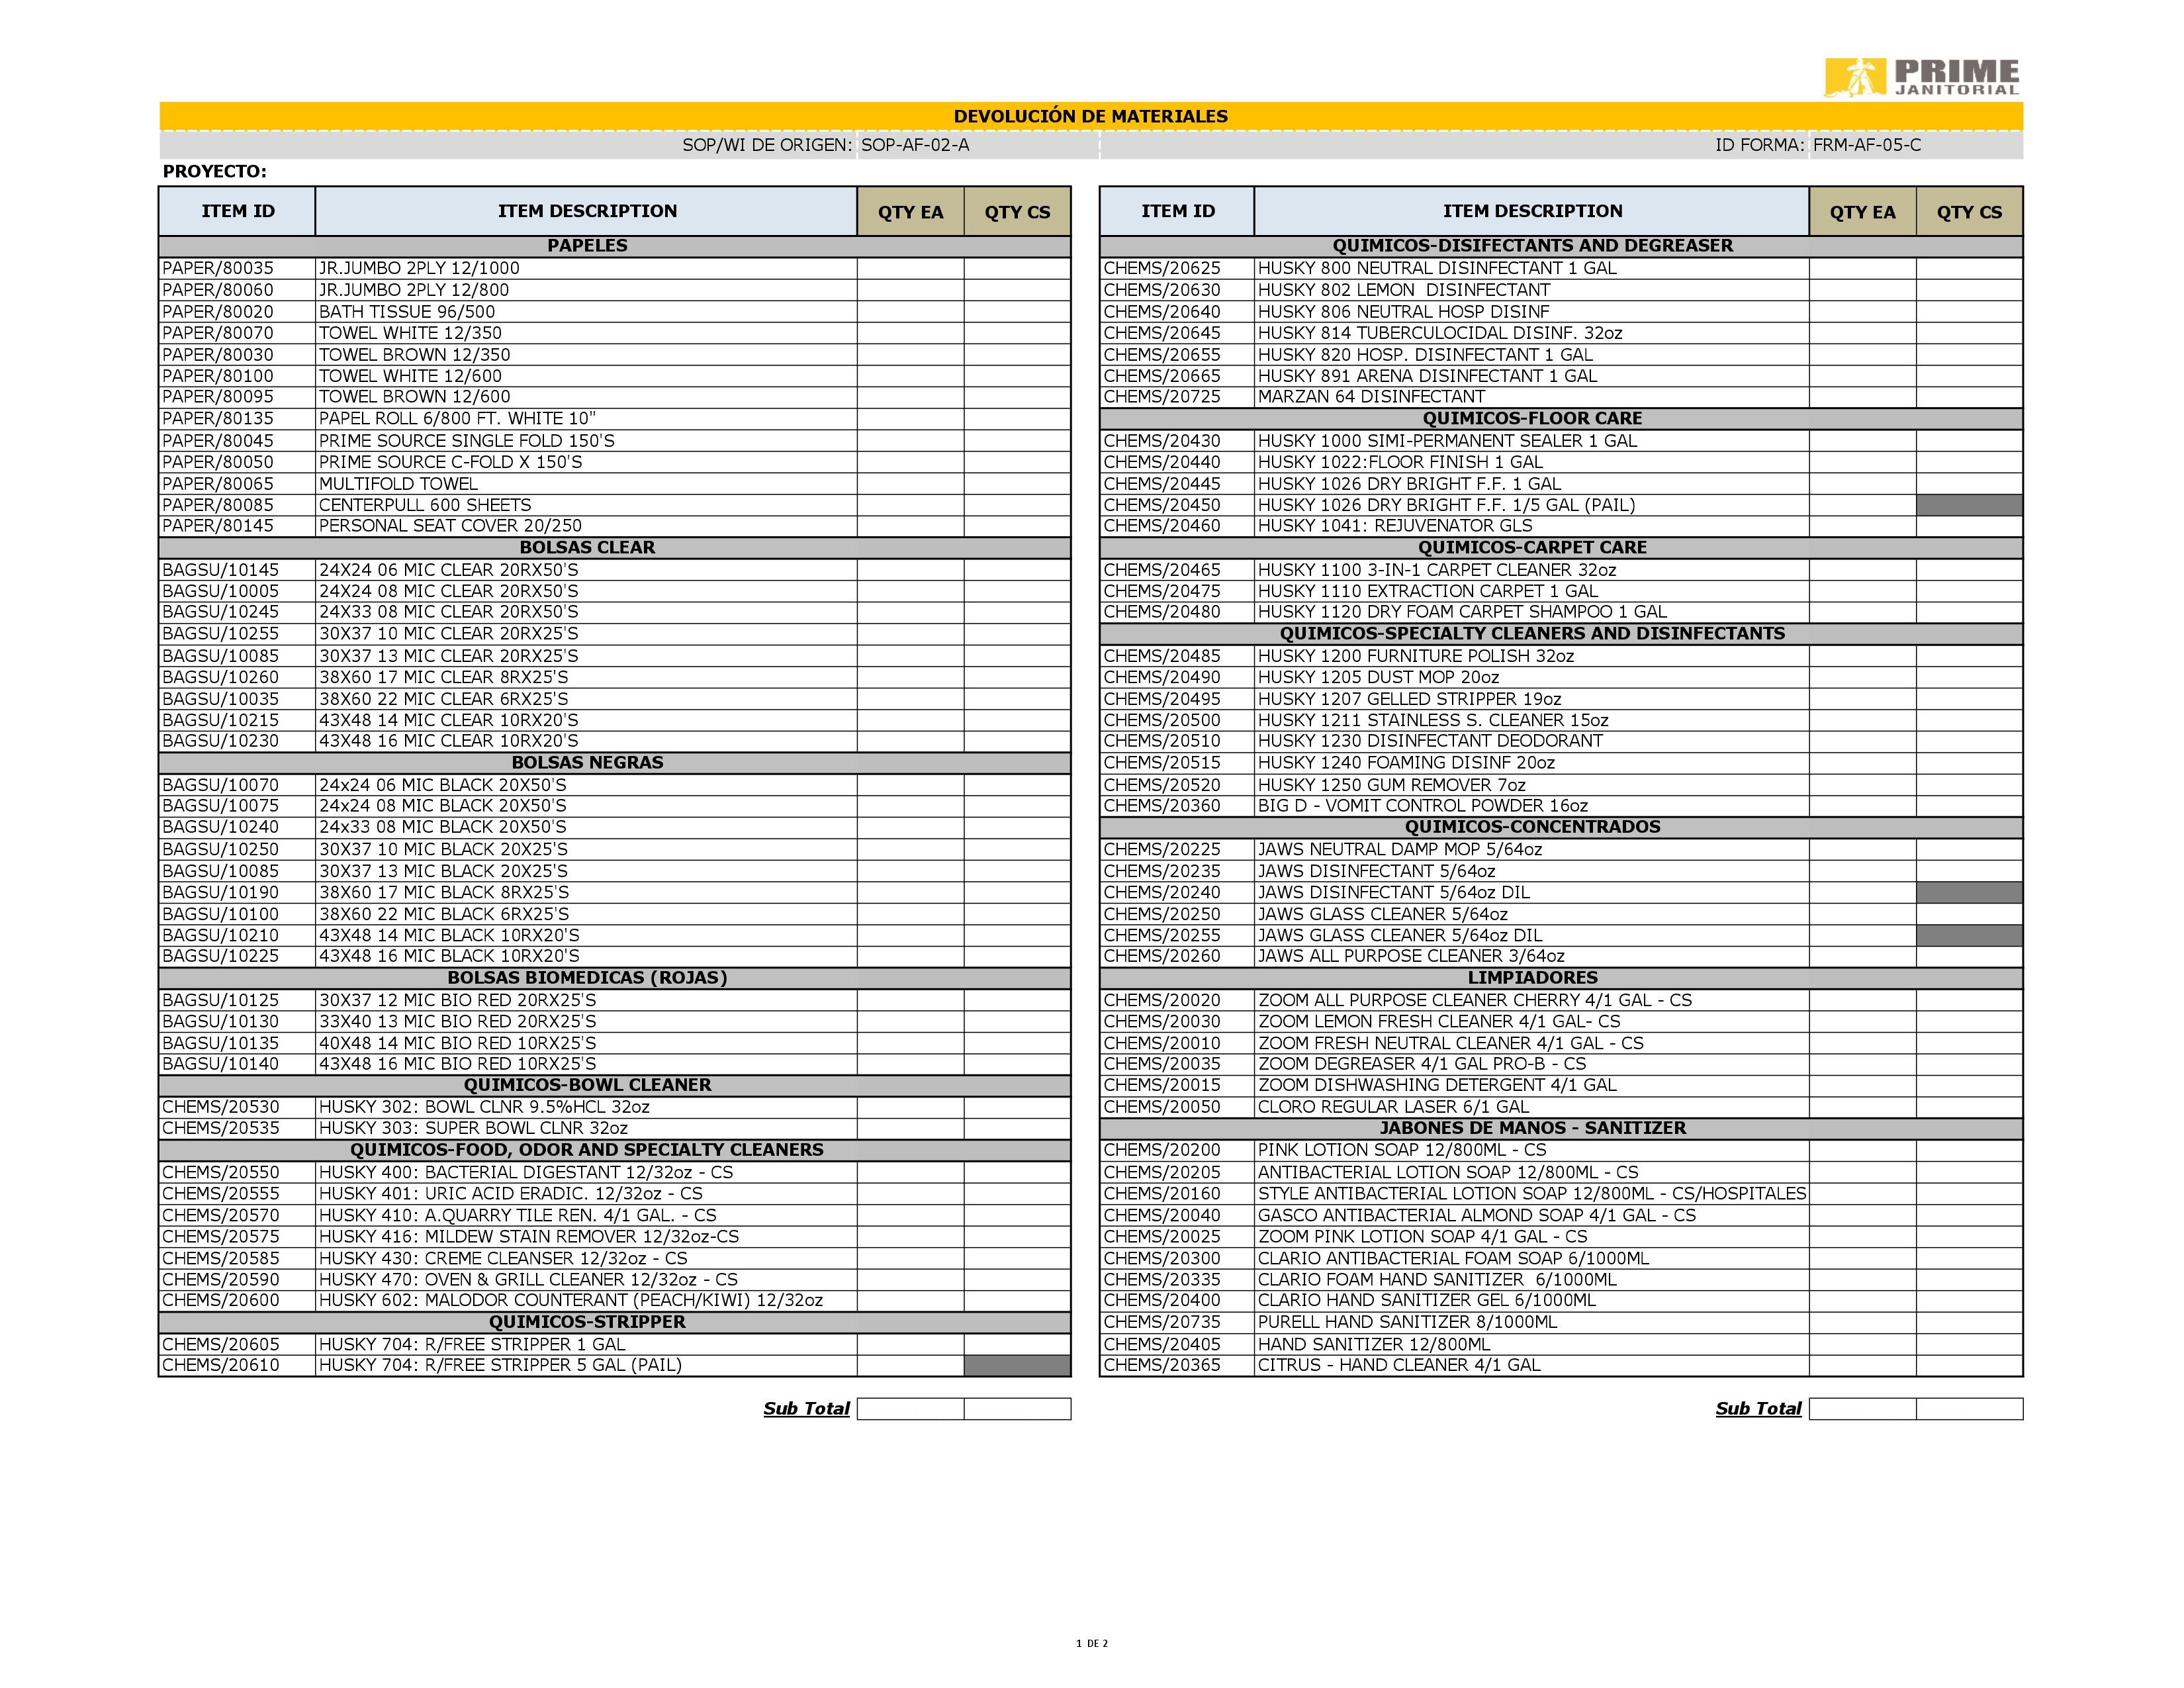 PRIME
JANITORIAL
DEVOLUCIÓN DE MATERIALES
SOP/WI DE ORIGEN: SOP-AF-02-A ID FORMA: FRM-AF-05-C
PROYECTO:
ITEM ID ITEM DESCRIPTION QTY EA QTY CS
PAPELES
PAPER/80035 JR.JUMBO 2PLY 12/1000
PAPER/80060 JR.JUMBO 2PLY 12/800
PAPER/80020 BATH TISSUE 96/500
PAPER/80070 TOWEL WHITE 12/350
PAPER/80030 TOWEL BROWN 12/350
PAPER/80100 TOWEL WHITE 12/600
PAPER/80095 TOWEL BROWN 12/600
PAPER/80135 PAPEL ROLL 6/800 FT. WHITE 10"
PAPER/80045 PRIME SOURCE SINGLE FOLD 150'S
PAPER/80050 PRIME SOURCE C-FOLD X 150'S
PAPER/80065 MULTIFOLD TOWEL
PAPER/80085 CENTERPULL 600 SHEETS
PAPER/80145 PERSONAL SEAT COVER 20/250
BOLSAS CLEAR
BAGSU/10145 24X24 06 MIC CLEAR 20RX50'S
BAGSU/10005 24X24 08 MIC CLEAR 20RX50'S
BAGSU/10245 24X33 08 MIC CLEAR 20RX50'S
BAGSU/10255 30X37 10 MIC CLEAR 20RX25'S
BAGSU/10085 30X37 13 MIC CLEAR 20RX25'S
BAGSU/10260 38X60 17 MIC CLEAR 8RX25'S
BAGSU/10035 38X60 22 MIC CLEAR 6RX25'S
BAGSU/10215 43X48 14 MIC CLEAR 10RX20'S
BAGSU/10230 43X48 16 MIC CLEAR 10RX20'S
BOLSAS NEGRAS
BAGSU/10070 24x24 06 MIC BLACK 20X50'S
BAGSU/10075 24x24 08 MIC BLACK 20X50'S
BAGSU/10240 24x33 08 MIC BLACK 20X50'S
BAGSU/10250 30X37 10 MIC BLACK 20X25'S
BAGSU/10085 30X37 13 MIC BLACK 20X25'S
BAGSU/10190 38X60 17 MIC BLACK 8RX25'S
BAGSU/10100 38X60 22 MIC BLACK 6RX25'S
BAGSU/10210 43X48 14 MIC BLACK 10RX20'S
BAGSU/10225 43X48 16 MIC BLACK 10RX20'S
BOLSAS BIOMEDICAS (ROJAS)
BAGSU/10125 30X37 12 MIC BIO RED 20RX25'S
BAGSU/10130 33X40 13 MIC BIO RED 20RX25'S
BAGSU/10135 40X48 14 MIC BIO RED 10RX25'S
BAGSU/10140 43X48 16 MIC BIO RED 10RX25'S
QUIMICOS-BOWL CLEANER
CHEMS/20530 HUSKY 302: BOWL CLNR 9.5%HCL 32oz
CHEMS/20535 HUSKY 303: SUPER BOWL CLNR 32oz
QUIMICOS-FOOD, ODOR AND SPECIALTY CLEANERS
CHEMS/20550 HUSKY 400: BACTERIAL DIGESTANT 12/32oz - CS
CHEMS/20555 HUSKY 401: URIC ACID ERADIC. 12/32oz - CS
CHEMS/20570 HUSKY 410: A.QUARRY TILE REN. 4/1 GAL. - CS
CHEMS/20575 HUSKY 416: MILDEW STAIN REMOVER 12/32oz-CS
CHEMS/20585 HUSKY 430: CREME CLEANSER 12/32oz - CS
CHEMS/20590 HUSKY 470: OVEN & GRILL CLEANER 12/32oz - CS
CHEMS/20600 HUSKY 602: MALODOR COUNTERANT (PEACH/KIWI) 12/32oz
QUIMICOS-STRIPPER
CHEMS/20605 HUSKY 704: R/FREE STRIPPER 1 GAL
CHEMS/20610 HUSKY 704: R/FREE STRIPPER 5 GAL (PAIL)
Sub Total
ITEM ID ITEM DESCRIPTION QTY EA QTY CS
QUIMICOS-DISIFECTANTS AND DEGREASER
CHEMS/20625 HUSKY 800 NEUTRAL DISINFECTANT 1 GAL
CHEMS/20630 HUSKY 802 LEMON  DISINFECTANT
CHEMS/20640 HUSKY 806 NEUTRAL HOSP DISINF
CHEMS/20645 HUSKY 814 TUBERCULOCIDAL DISINF. 32oz
CHEMS/20655 HUSKY 820 HOSP. DISINFECTANT 1 GAL
CHEMS/20665 HUSKY 891 ARENA DISINFECTANT 1 GAL
CHEMS/20725 MARZAN 64 DISINFECTANT
QUIMICOS-FLOOR CARE
CHEMS/20430 HUSKY 1000 SIMI-PERMANENT SEALER 1 GAL
CHEMS/20440 HUSKY 1022:FLOOR FINISH 1 GAL
CHEMS/20445 HUSKY 1026 DRY BRIGHT F.F. 1 GAL
CHEMS/20450 HUSKY 1026 DRY BRIGHT F.F. 1/5 GAL (PAIL)
CHEMS/20460 HUSKY 1041: REJUVENATOR GLS
QUIMICOS-CARPET CARE
CHEMS/20465 HUSKY 1100 3-IN-1 CARPET CLEANER 32oz
CHEMS/20475 HUSKY 1110 EXTRACTION CARPET 1 GAL
CHEMS/20480 HUSKY 1120 DRY FOAM CARPET SHAMPOO 1 GAL
QUIMICOS-SPECIALTY CLEANERS AND DISINFECTANTS
CHEMS/20485 HUSKY 1200 FURNITURE POLISH 32oz
CHEMS/20490 HUSKY 1205 DUST MOP 20oz
CHEMS/20495 HUSKY 1207 GELLED STRIPPER 19oz
CHEMS/20500 HUSKY 1211 STAINLESS S. CLEANER 15oz
CHEMS/20510 HUSKY 1230 DISINFECTANT DEODORANT
CHEMS/20515 HUSKY 1240 FOAMING DISINF 20oz
CHEMS/20520 HUSKY 1250 GUM REMOVER 7oz
CHEMS/20360 BIG D - VOMIT CONTROL POWDER 16oz
QUIMICOS-CONCENTRADOS
CHEMS/20225 JAWS NEUTRAL DAMP MOP 5/64oz
CHEMS/20235 JAWS DISINFECTANT 5/64oz
CHEMS/20240 JAWS DISINFECTANT 5/64oz DIL
CHEMS/20250 JAWS GLASS CLEANER 5/64oz
CHEMS/20255 JAWS GLASS CLEANER 5/64oz DIL
CHEMS/20260 JAWS ALL PURPOSE CLEANER 3/64oz
LIMPIADORES
CHEMS/20020 ZOOM ALL PURPOSE CLEANER CHERRY 4/1 GAL - CS
CHEMS/20030 ZOOM LEMON FRESH CLEANER 4/1 GAL- CS
CHEMS/20010 ZOOM FRESH NEUTRAL CLEANER 4/1 GAL - CS
CHEMS/20035 ZOOM DEGREASER 4/1 GAL PRO-B - CS
CHEMS/20015 ZOOM DISHWASHING DETERGENT 4/1 GAL
CHEMS/20050 CLORO REGULAR LASER 6/1 GAL
JABONES DE MANOS - SANITIZER
CHEMS/20200 PINK LOTION SOAP 12/800ML - CS
CHEMS/20205 ANTIBACTERIAL LOTION SOAP 12/800ML - CS
CHEMS/20160 STYLE ANTIBACTERIAL LOTION SOAP 12/800ML - CS/HOSPITALES
CHEMS/20040 GASCO ANTIBACTERIAL ALMOND SOAP 4/1 GAL - CS
CHEMS/20025 ZOOM PINK LOTION SOAP 4/1 GAL - CS
CHEMS/20300 CLARIO ANTIBACTERIAL FOAM SOAP 6/1000ML
CHEMS/20335 CLARIO FOAM HAND SANITIZER  6/1000ML
CHEMS/20400 CLARIO HAND SANITIZER GEL 6/1000ML
CHEMS/20735 PURELL HAND SANITIZER 8/1000ML
CHEMS/20405 HAND SANITIZER 12/800ML
CHEMS/20365 CITRUS - HAND CLEANER 4/1 GAL
Sub Total
1 DE 2